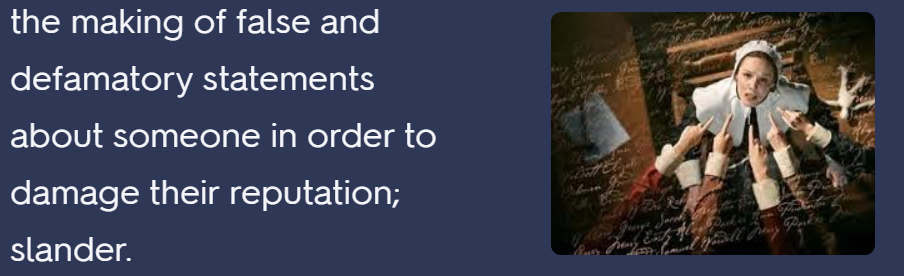 the making of false and
defamatory statements
about someone in order to
damage their reputation;
slander.